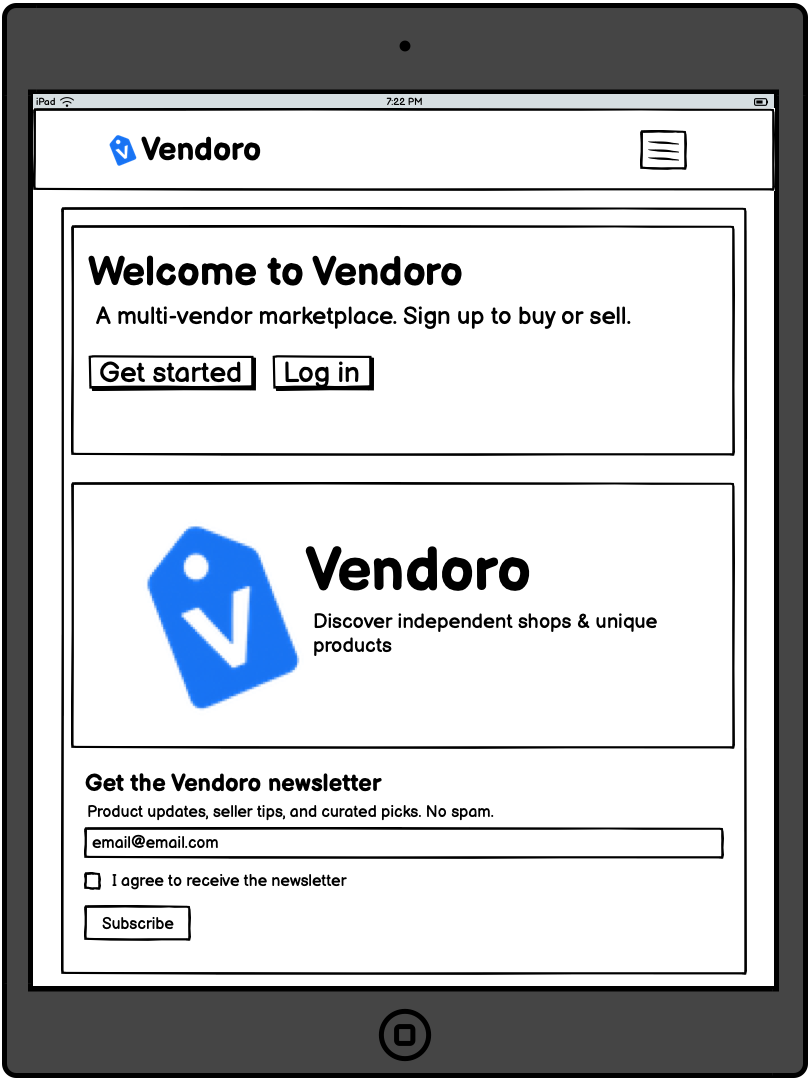 iPad
7:22 PM
Vendoro
Welcome to Vendoro
A multi-vendor marketplace. Sign up to buy or sell.
Get started
Log in
V
Vendoro
Discover independent shops & unique
products
Get the Vendoro newsletter
Product updates, seller tips, and curated picks. No spam.
email@email.com
I agree to receive the newsletter
Subscribe